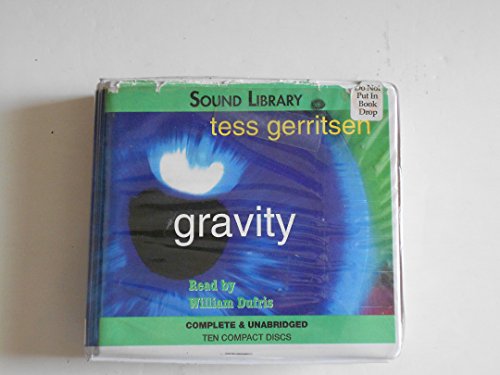 SOUND LIBRARY
Do Not
Put In
Book
Drop
tess gerritsen
gravity
Read by
William Dufris
COMPLETE & UNABRIDGED
TEN COMPACT DISCS